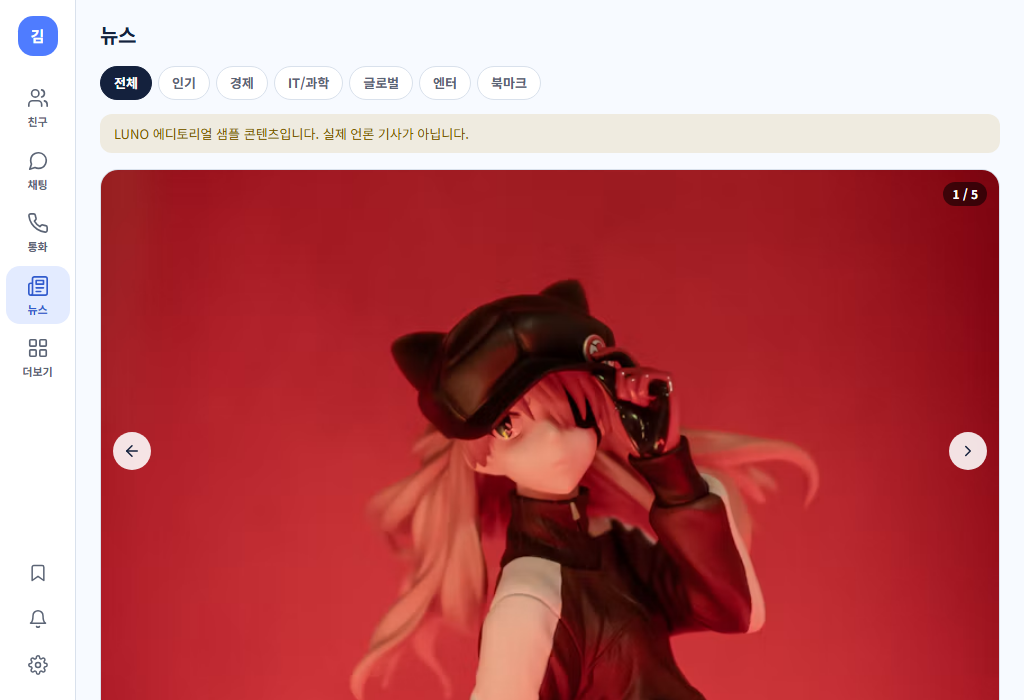 김
친구
채팅
통화
뉴스
더보기
뉴스
전체
인기
경제
IT/과학
글로벌
엔터
북마크
LUNO 에디토리얼 샘플 콘텐츠입니다. 실제 언론 기사가 아닙니다.
1 / 5